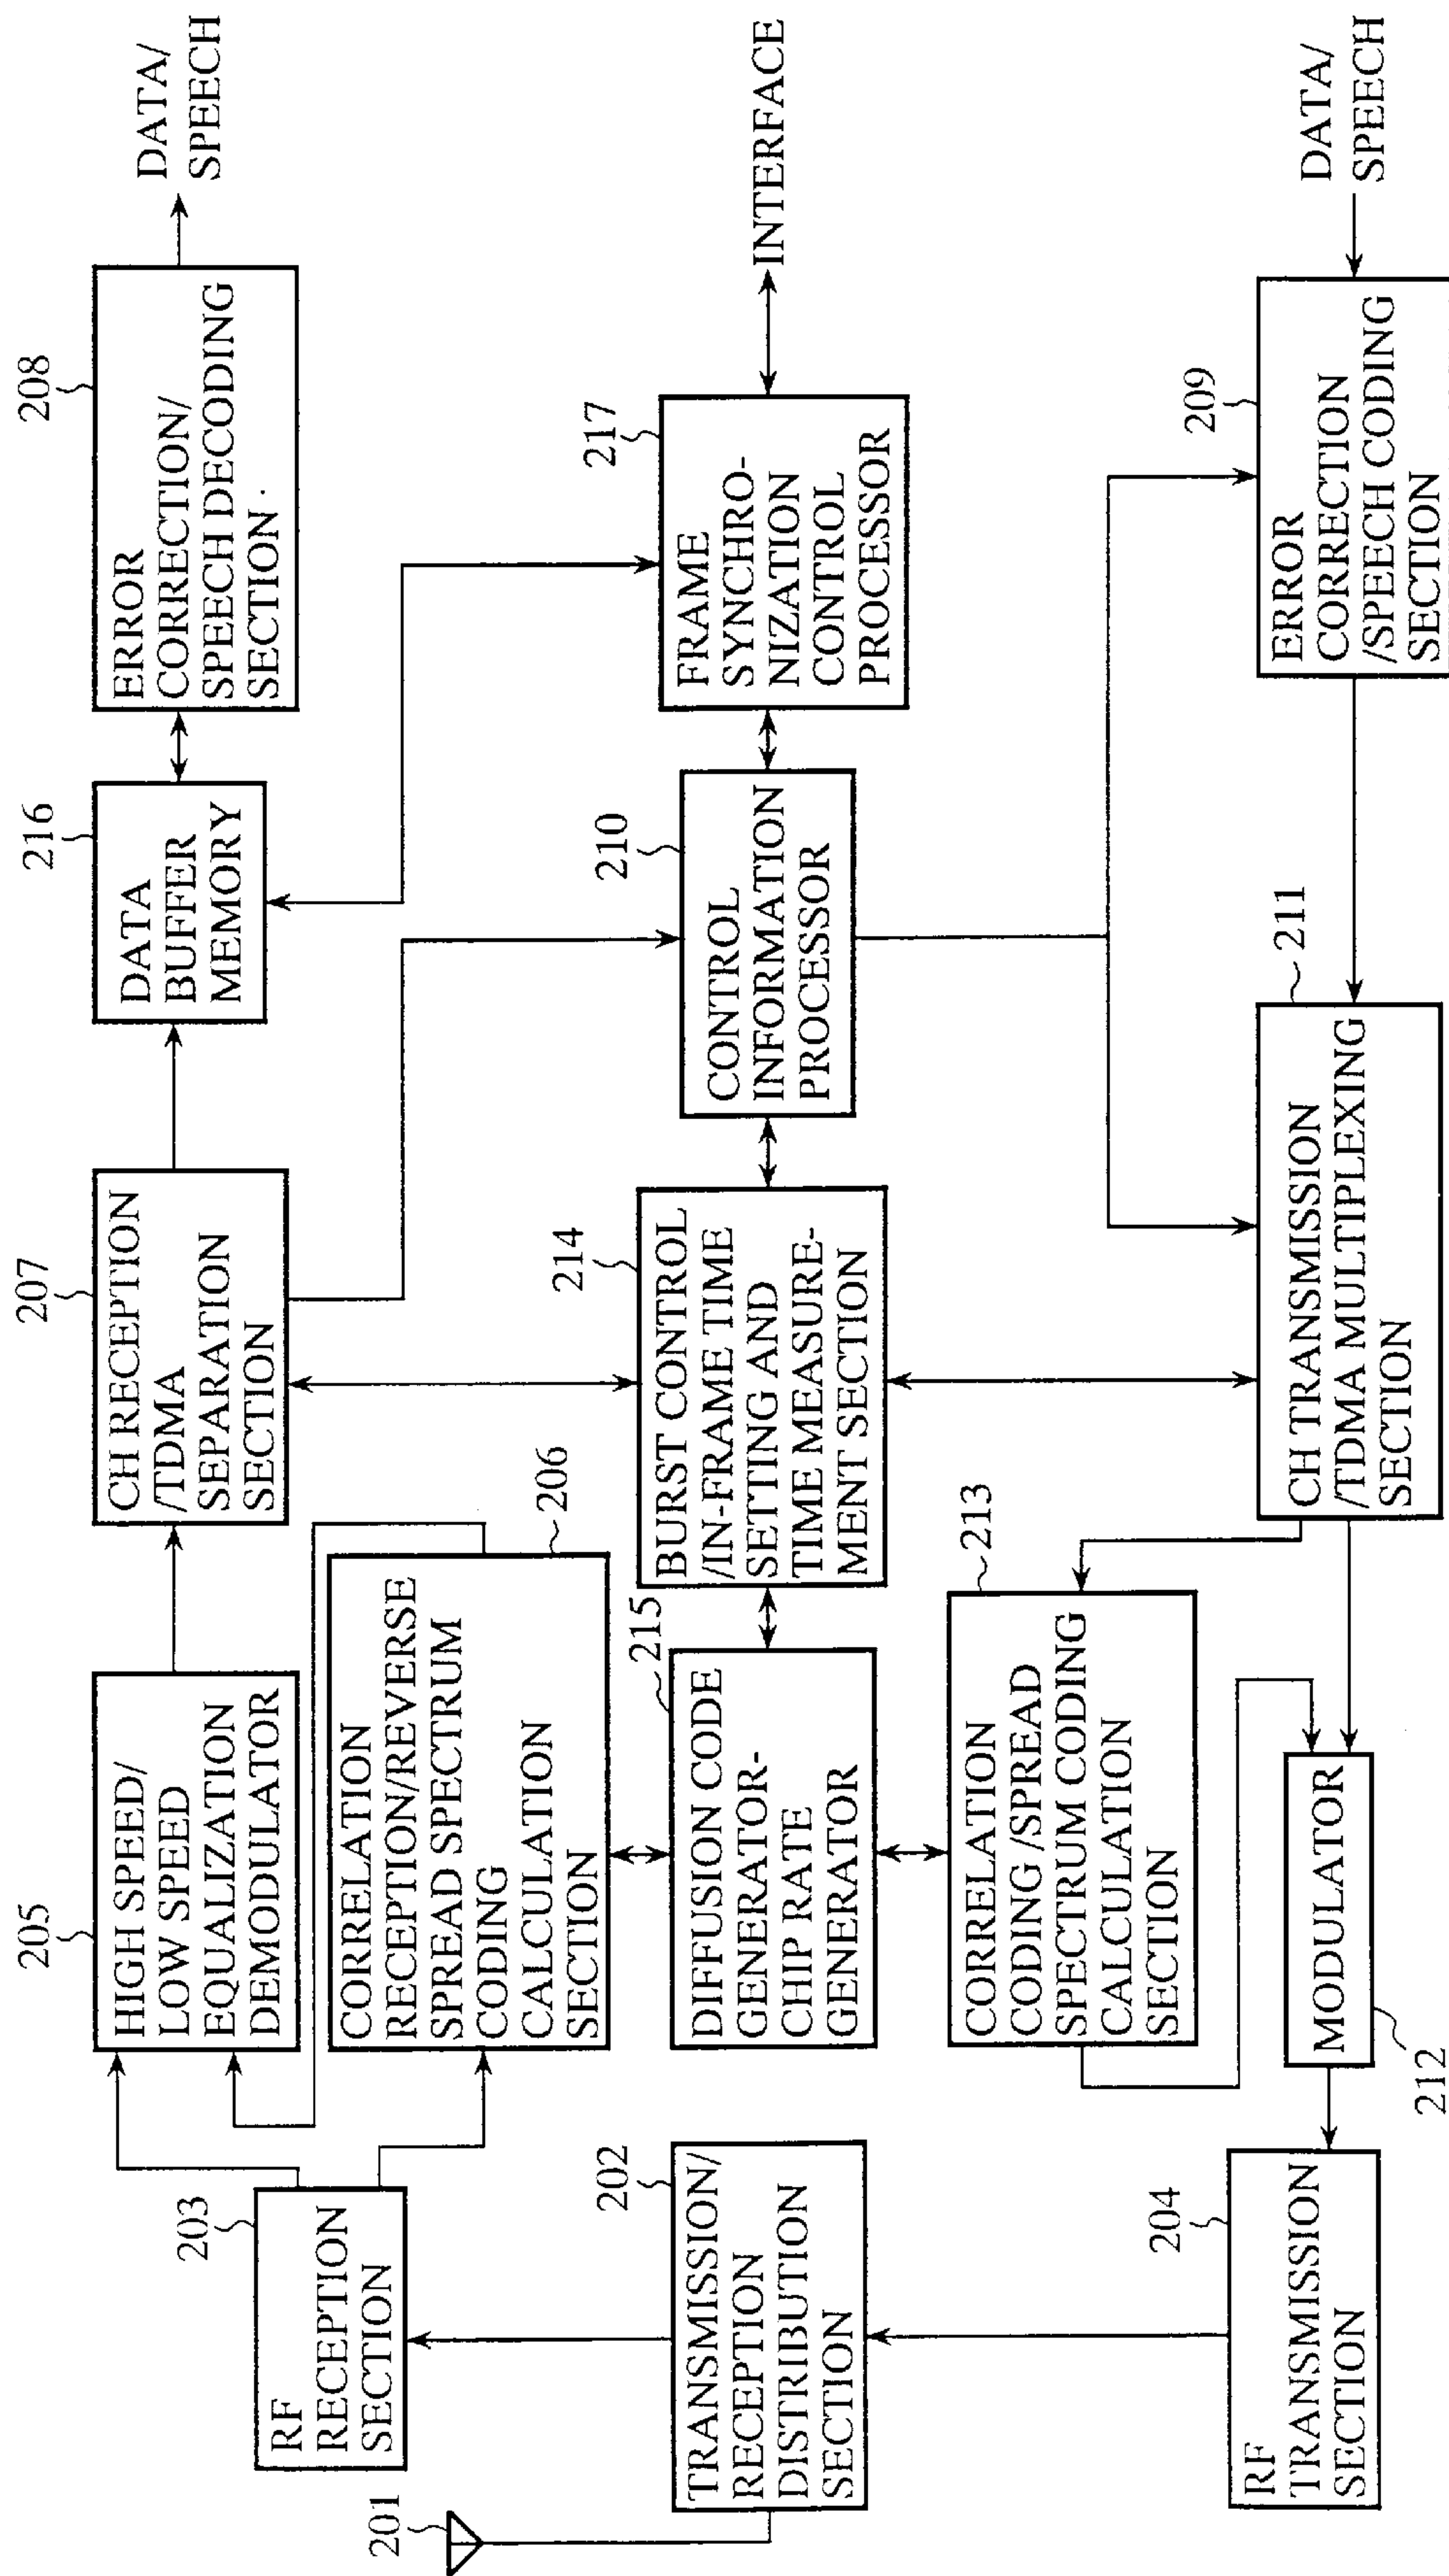 201
TRANSMISSION/
RECEPTION
DISTRIBUTION
SECTION
202
RF
RECEPTION
SECTION
203
RF
TRANSMISSION
SECTION
204
HIGH SPEED/
LOW SPEED
EQUALIZATION
DEMODULATOR
205
CORRELATION
RECEPTION/REVERSE
SPREAD SPECTRUM
CODING
CALCULATION
SECTION
206
DIFFUSION CODE
GENERATOR-
CHIP RATE
GENERATOR
215
CORRELATION
CODING /SPREAD
SPECTRUM CODING
CALCULATION
SECTION
213
MODULATOR
212
CH RECEPTION
/TDMA
SEPARATION
SECTION
207
BURST CONTROL
/IN-FRAME TIME
SETTING AND
TIME MEASURE-
MENT SECTION
214
CH TRANSMISSION
/TDMA MULTIPLEXING
SECTION
211
DATA
BUFFER
MEMORY
216
CONTROL
INFORMATION
PROCESSOR
210
ERROR
CORRECTION/
SPEECH DECODING
SECTION
208
FRAME
SYNCHRO-
NIZATION
CONTROL
PROCESSOR
217
ERROR
CORRECTION
/SPEECH CODING
SECTION
209
DATA/
SPEECH
INTERFACE
DATA/
SPEECH